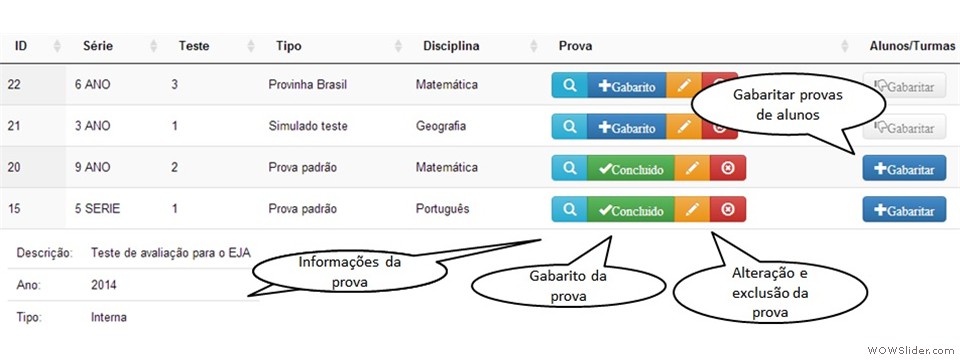 ID Série Teste Tipo Disciplina Prova Alunos/Turmas
22 6 ANO 3 Provinha Brasil Matemática Gabarito Gabaritar
21 3 ANO 1 Simulado teste Geografia Gabarito Gabaritar
20 9 ANO 2 Prova padrão Matemática Concluido Gabaritar
15 5 SERIE 1 Prova padrão Português Concluido Gabaritar
Gabaritar provas
de alunos
Descrição: Teste de avaliação para o EJA
Ano: 2014
Tipo: Interna
Informações da
prova
Gabarito da
prova
Alteração e
exclusão da
prova
WOWSlider.com